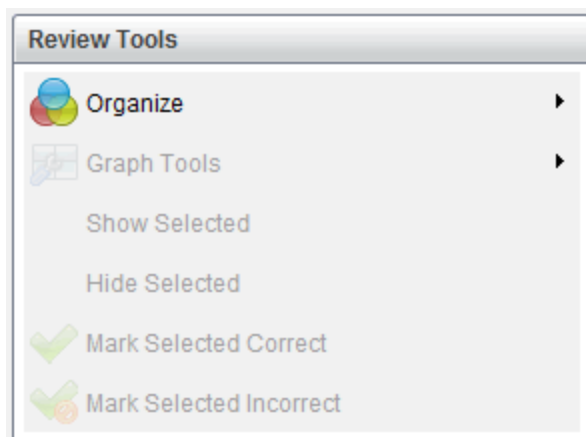 Review Tools
Organize
Graph Tools
Show Selected
Hide Selected
Mark Selected Correct
Mark Selected Incorrect